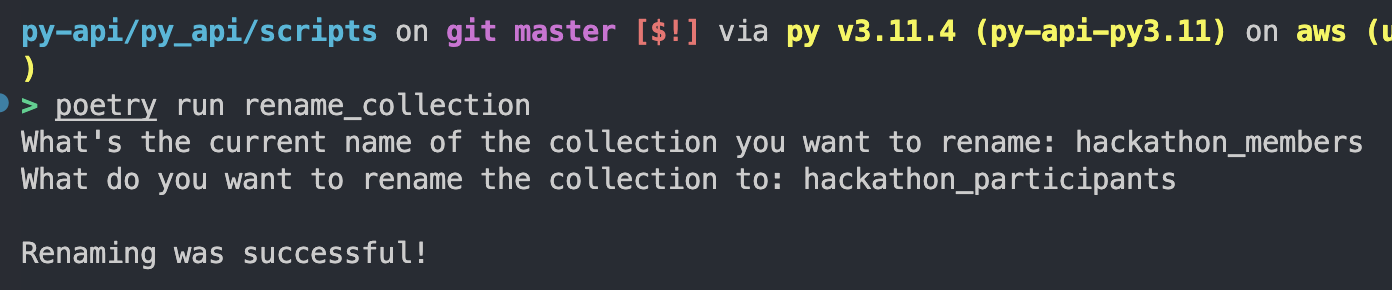 py-api/py_api/scripts on git master [$!] via py v3.11.4 (py-api-py3.11) on aws (u
)
> poetry run rename_collection
What's the current name of the collection you want to rename: hackathon_members
What do you want to rename the collection to: hackathon_participants
Renaming was successful!